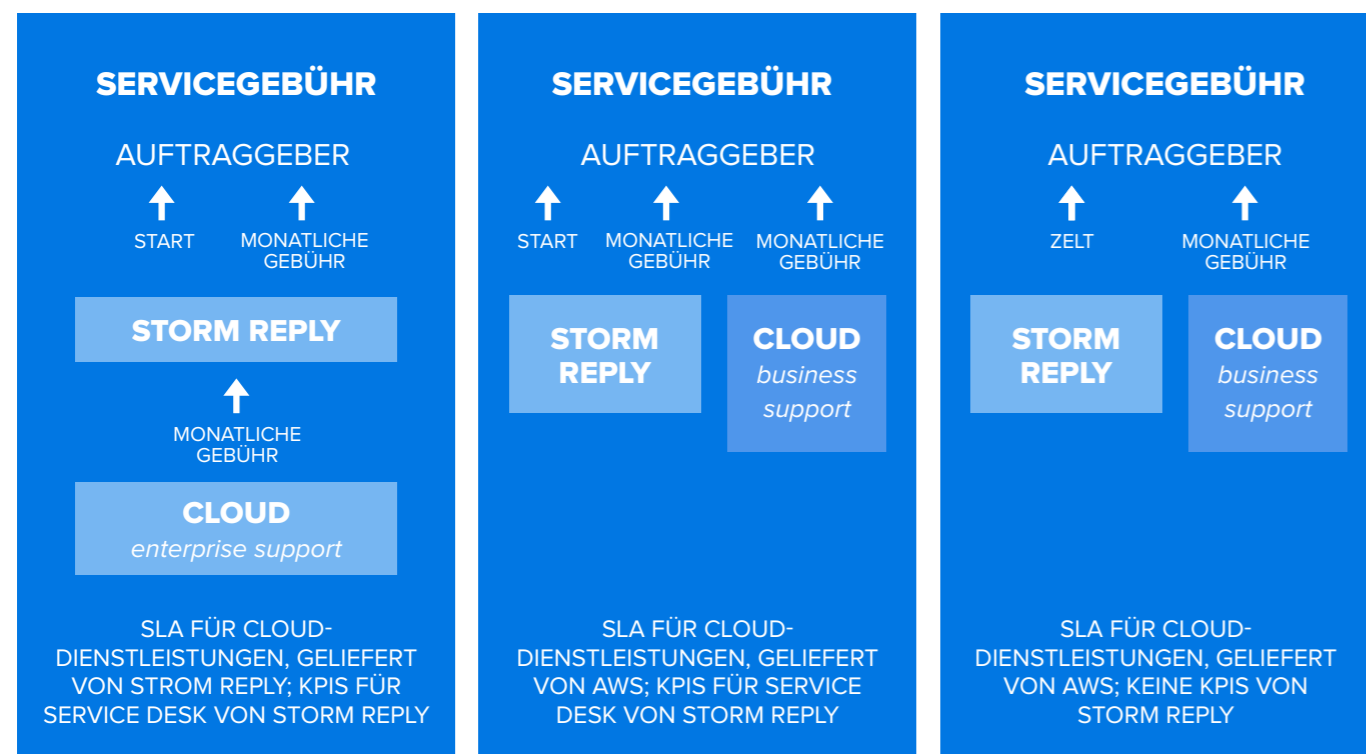 SERVICEGEBÜHR
AUFTRAGGEBER
START
MONATLICHE
GEBÜHR
STORM REPLY
MONATLICHE
GEBÜHR
CLOUD
enterprise support
SLA FÜR CLOUD-
DIENSTLEISTUNGEN, GELIEFERT
VON STROM REPLY; KPIS FÜR
SERVICE DESK VON STORM REPLY
SERVICEGEBÜHR
AUFTRAGGEBER
START
MONATLICHE
GEBÜHR
MONATLICHE
GEBÜHR
STORM
REPLY
CLOUD
business
support
SLA FÜR CLOUD-
DIENSTLEISTUNGEN, GELIEFERT
VON AWS; KPIS FÜR SERVICE
DESK VON STORM REPLY
SERVICEGEBÜHR
AUFTRAGGEBER
ZELT
MONATLICHE
GEBÜHR
STORM
REPLY
CLOUD
business
support
SLA FÜR CLOUD-
DIENSTLEISTUNGEN, GELIEFERT
VON AWS; KEINE KPIS VON
STORM REPLY